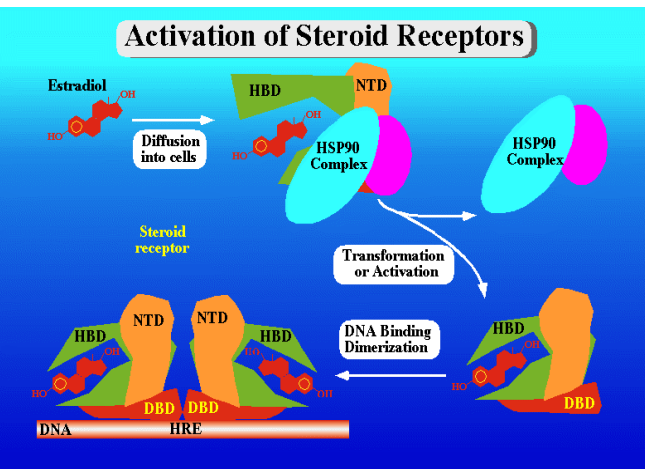 Activation of Steroid Receptors
Estradiol
OH
HO
Diffusion
into cells
HBD
NTD
OH
HO
HSP90
Complex
HSP90
Complex
Steroid
receptor
Transformation
or Activation
HBD
OH
HO
DBD
DNA Binding
Dimerization
NTD
NTD
HBD
HBD
OH
HO
HO
OH
DBD
DBD
DNA
HRE